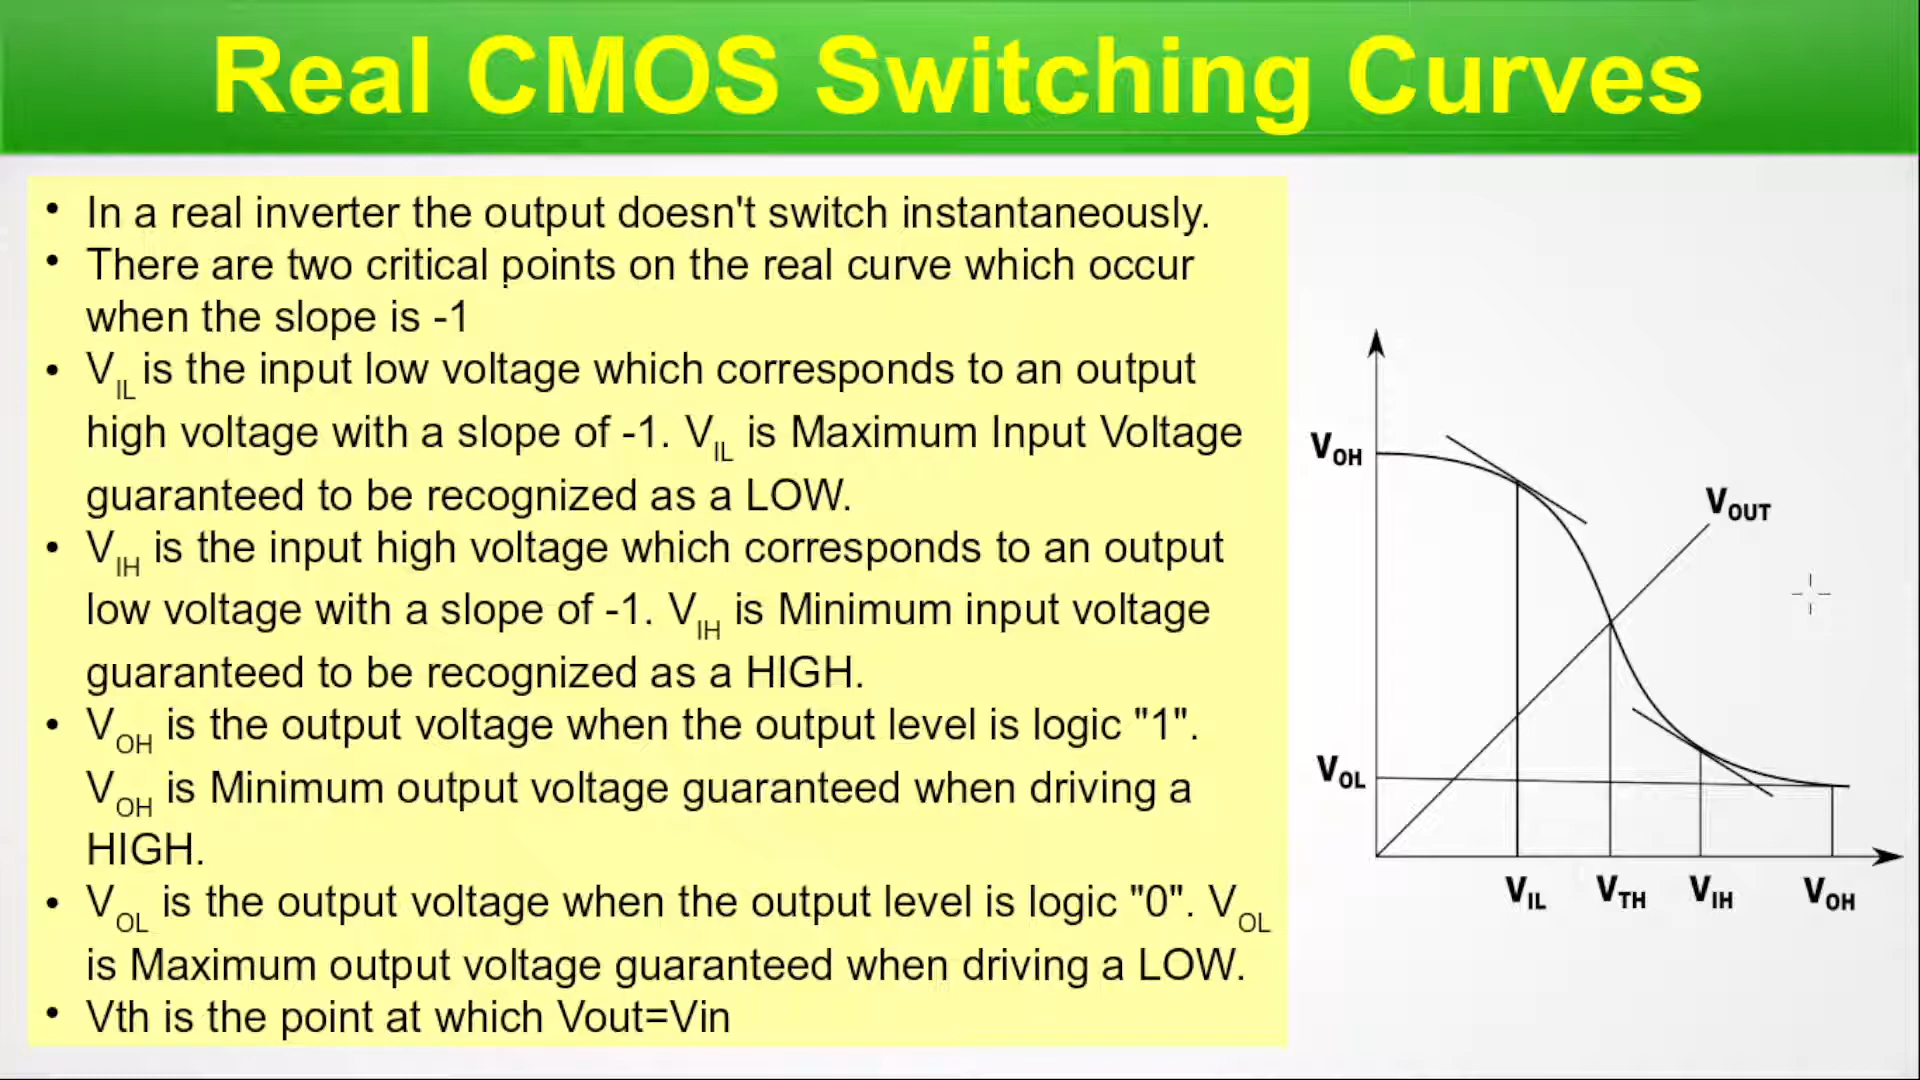 Real CMOS Switching Curves
• In a real inverter the output doesn't switch instantaneously.
• There are two critical points on the real curve which occur
when the slope is -1
• VIL is the input low voltage which corresponds to an output
high voltage with a slope of -1. VIL is Maximum Input Voltage
guaranteed to be recognized as a LOW.
• VIH is the input high voltage which corresponds to an output
low voltage with a slope of -1. VIH is Minimum input voltage
guaranteed to be recognized as a HIGH.
• VOH is the output voltage when the output level is logic "1".
VOH is Minimum output voltage guaranteed when driving a
HIGH.
• VOL is the output voltage when the output level is logic "0". VOL
is Maximum output voltage guaranteed when driving a LOW.
• Vth is the point at which Vout=Vin
VOH
VOUT
VOL
VIL VTH VIH VOH